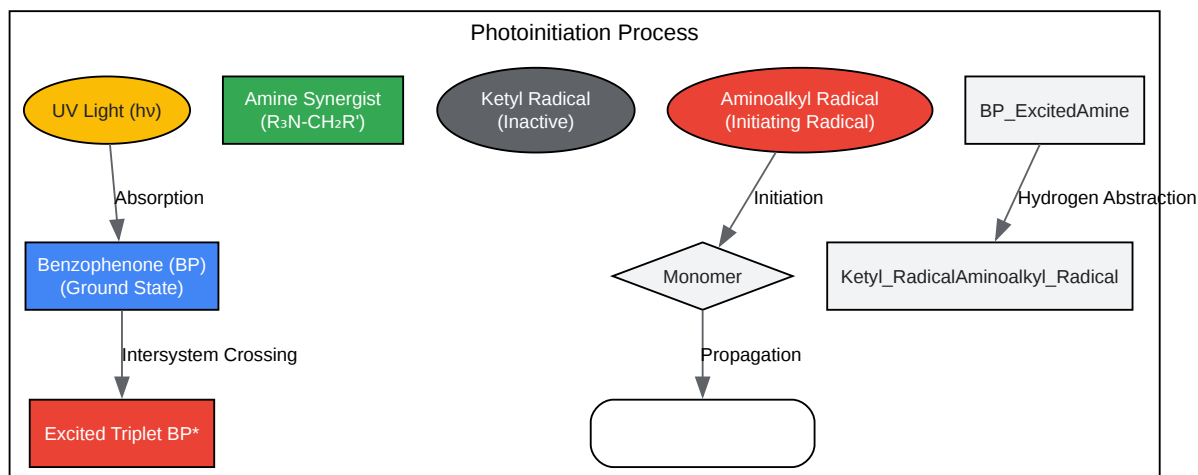 Photoinitiation Process
UV Light (hν)
Amine Synergist
(R₃N-CH₂R')
Ketyl Radical
(Inactive)
Aminoalkyl Radical
(Initiating Radical)
BP_ExcitedAmine
Absorption
Initiation
Hydrogen Abstraction
Benzophenone (BP)
(Ground State)
Monomer
Ketyl_RadicalAminoalkyl_Radical
Intersystem Crossing
Propagation
Excited Triplet BP*